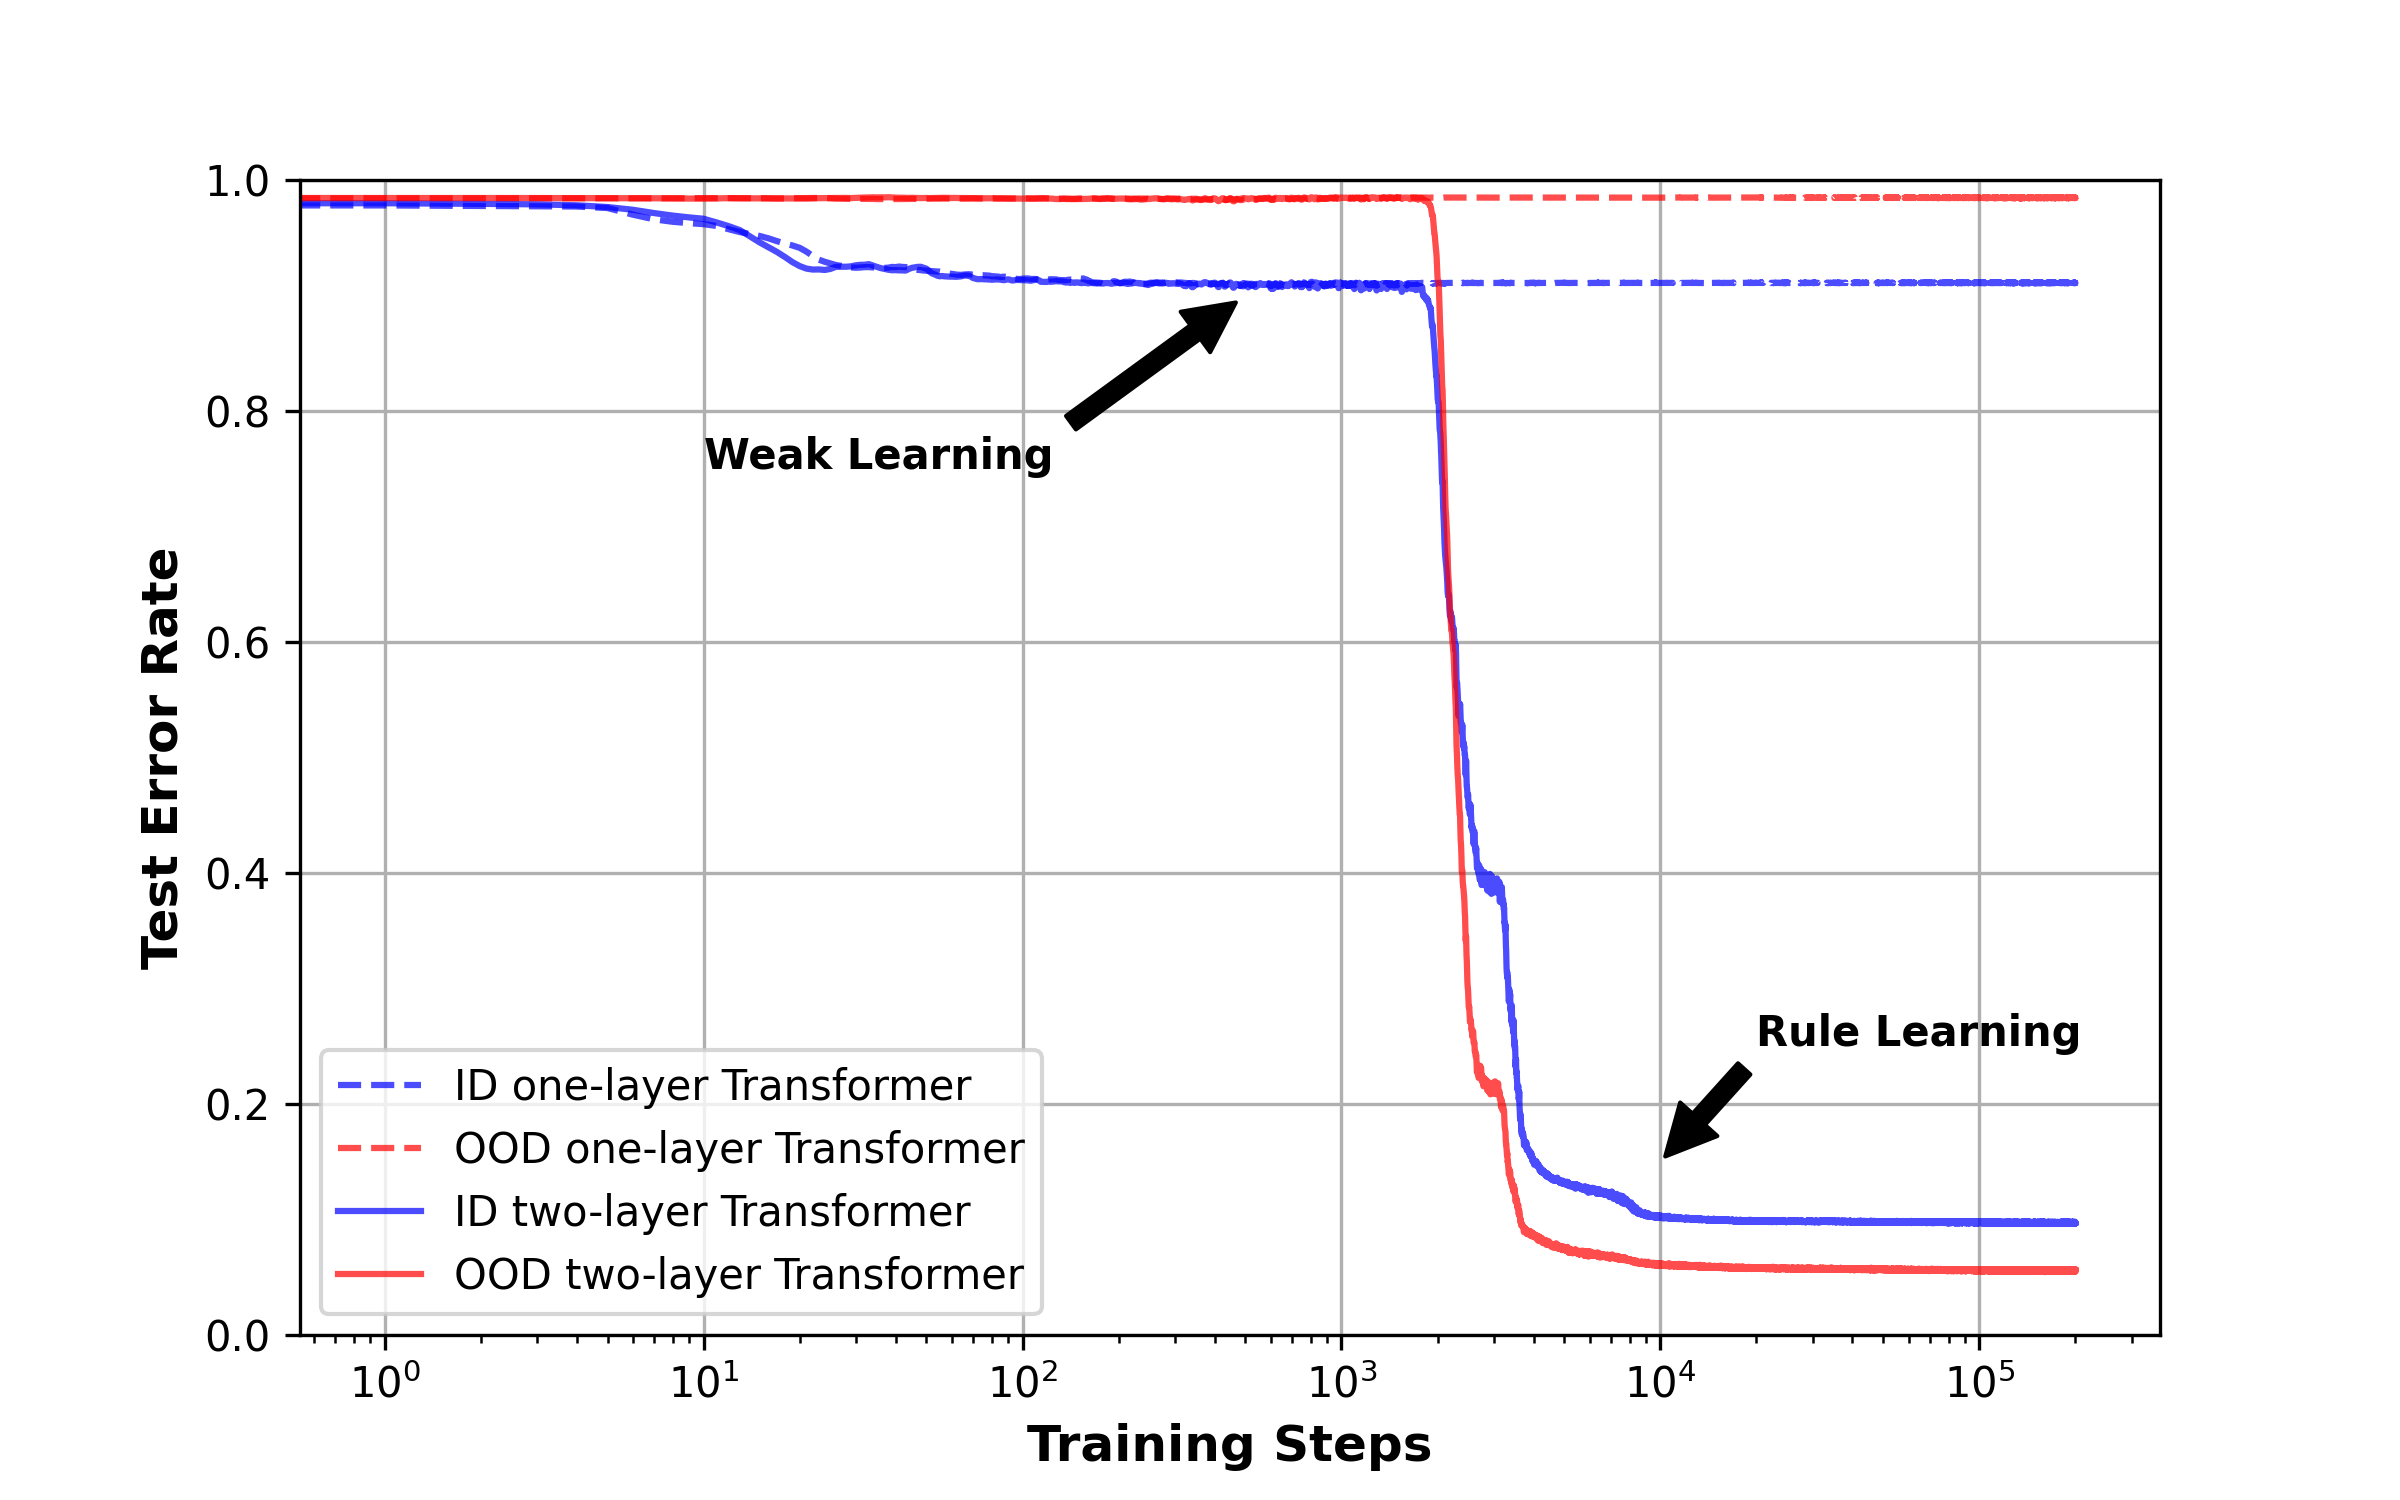 1.0
0.8
0.6
0.4
0.2
0.0
Test Error Rate
Weak Learning
Rule Learning
ID one-layer Transformer
OOD one-layer Transformer
ID two-layer Transformer
OOD two-layer Transformer
10⁰ 10¹ 10² 10³ 10⁴ 10⁵
Training Steps